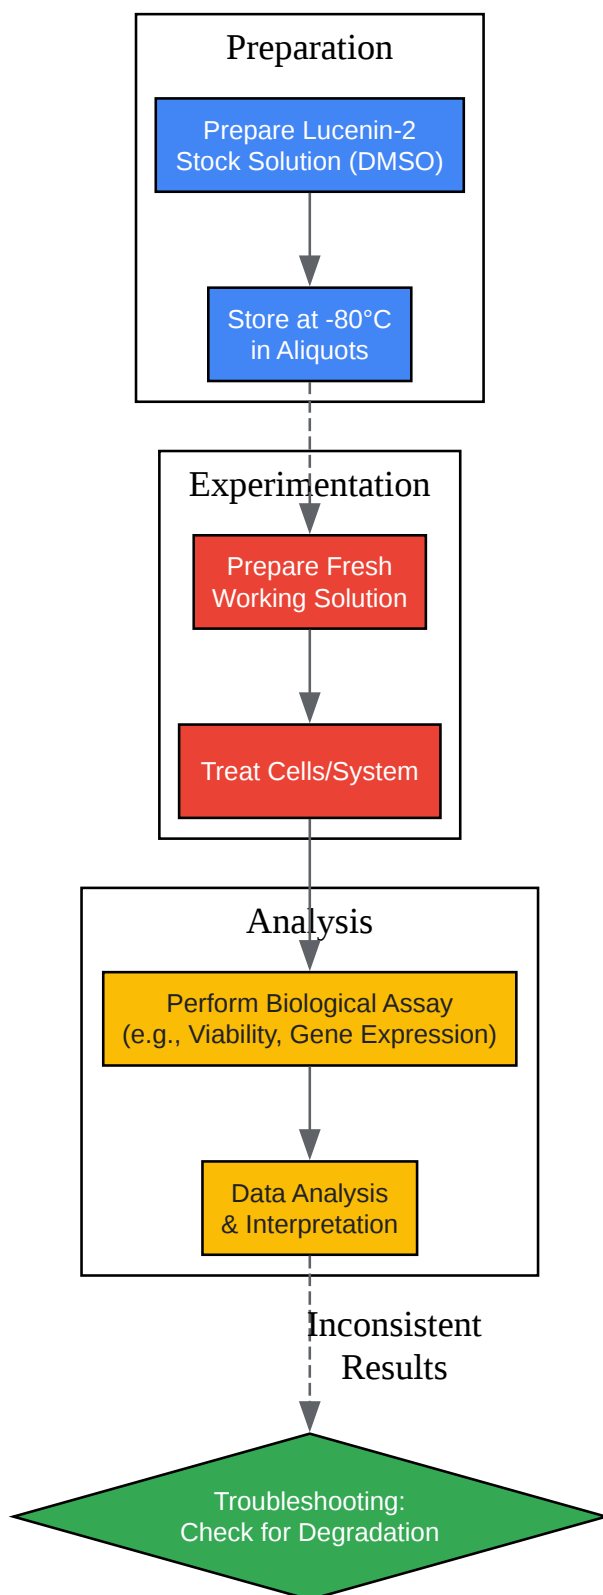 Preparation
Prepare Lucenin-2
Stock Solution (DMSO)
Store at -80°C
in Aliquots
Experimentation
Prepare Fresh
Working Solution
Treat Cells/System
Analysis
Perform Biological Assay
(e.g., Viability, Gene Expression)
Data Analysis
& Interpretation
Inconsistent
Results
Troubleshooting:
Check for Degradation